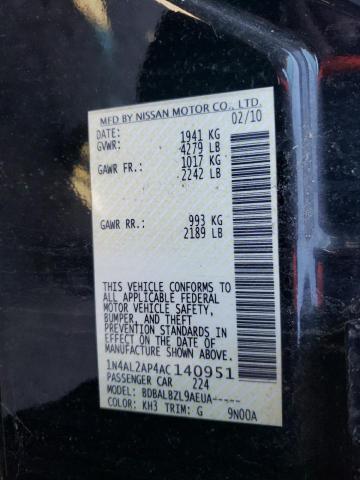 MFD BY NISSAN MOTOR CO., LTD.
DATE: 02/10
GVWR: 1941 KG
4279 LB
GAWR FR.: 1017 KG
2242 LB
GAWR RR.: 993 KG
2189 LB
THIS VEHICLE CONFORMS TO
ALL APPLICABLE FEDERAL
MOTOR VEHICLE SAFETY,
BUMPER, AND THEFT
PREVENTION STANDARDS IN
EFFECT ON THE DATE OF
MANUFACTURE SHOWN ABOVE.
1N4AL2AP4AC140951
PASSENGER CAR 224
MODEL: BDBALBZL9AEUA-----
COLOR: KH3 TRIM: G 9N00A